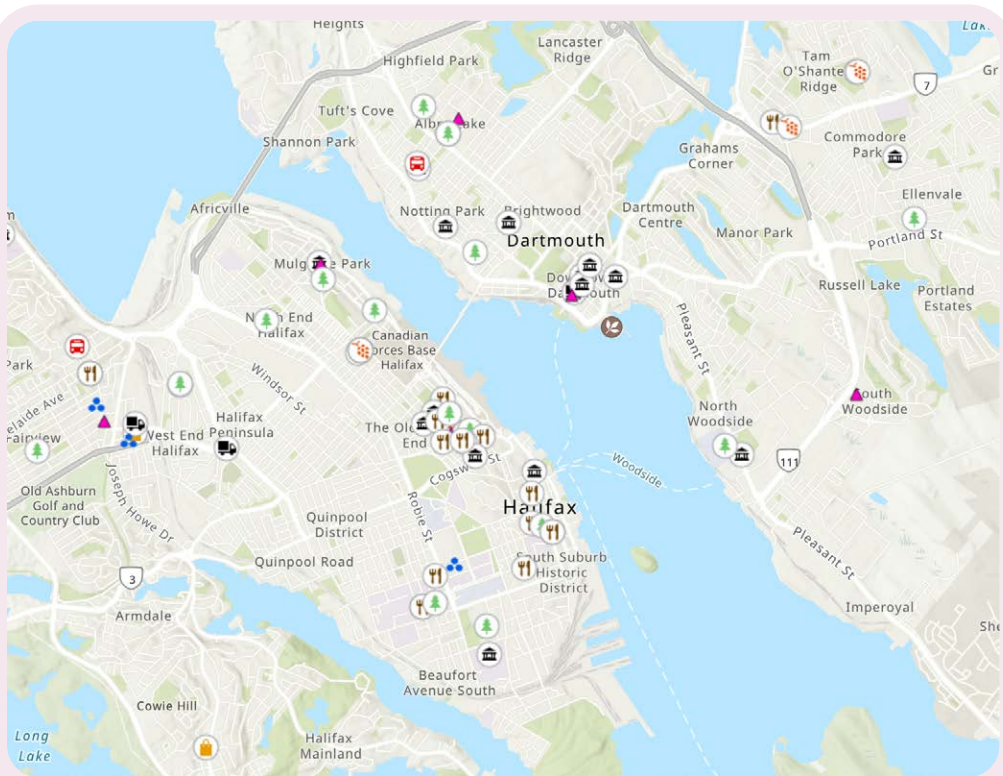 Heights
Lancaster
Ridge
Highfield Park
Tam
O'Shanter
Ridge
7
Tuft's Cove
Shannon Park
Commodore
Park
Grahams
Corner
Ellenvale
Africville
Notting Park
Brightwood
Dartmouth
Centre
Manor Park
Portland St
Dartmouth
Russell Lake
Portland
Estates
Park
North End
Halifax
Canadian
Forces Base
Halifax
Pleasant St
Windsor St
South
Woodside
North
Woodside
Fairview
West End
Halifax
Halifax
Peninsula
The Old
End
Cogswell St
Woodside
111
Old Ashburn
Golf and
Country Club
Joseph Howe Dr
Robie St
Halifax
Quinpool
District
Pleasant St
Quinpool Road
South Suburb
Historic
District
3
Armdale
Imperoyal
Beaufort
Avenue South
Cowie Hill
Long
Lake
Halifax
Mainland